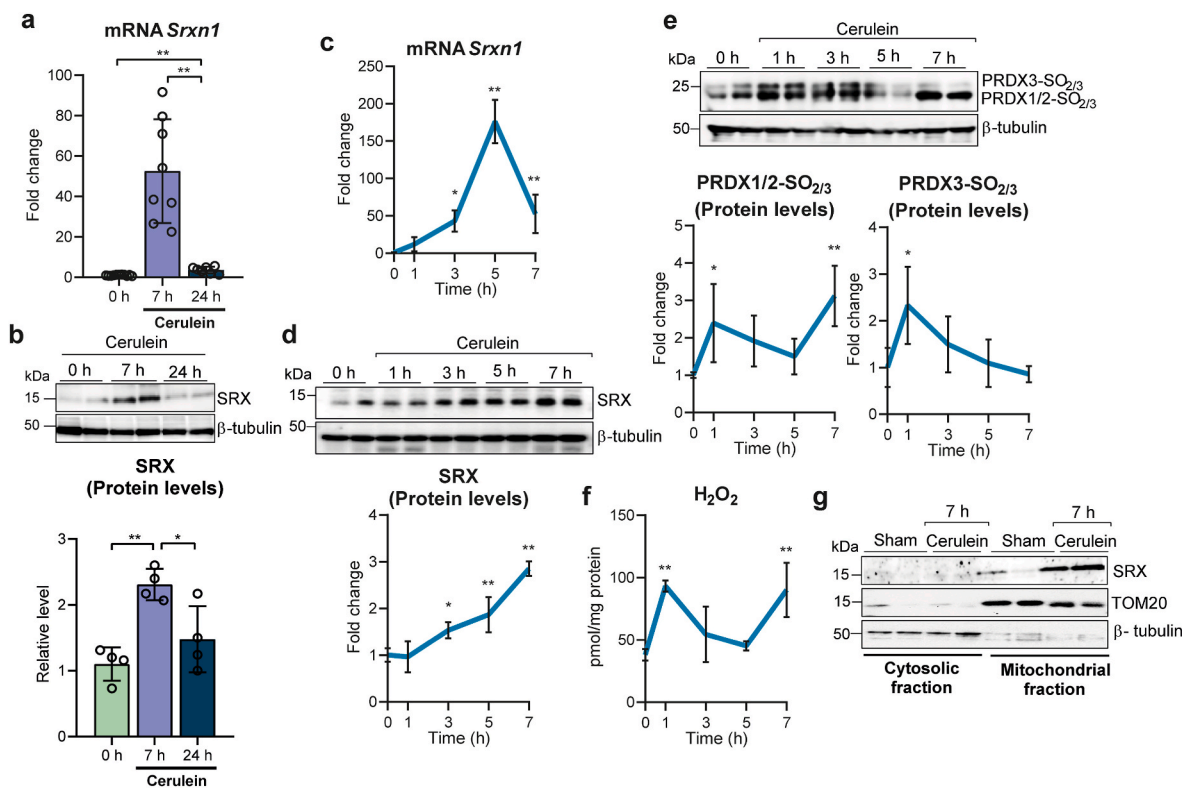 a
mRNA Srxn1
**
**
Fold change
100
80
60
40
20
0
0 h
7 h
24 h
Cerulein
b
Cerulein
0 h
7 h
24 h
kDa
15
SRX
50
β-tubulin
SRX
(Protein levels)
**
*
Relative level
3
2
1
0
0 h
7 h
24 h
Cerulein
c
mRNA Srxn1
Fold change
250
200
150
100
50
0
*
**
**
0
1
3
5
7
Time (h)
d
Cerulein
0 h
1 h
3 h
5 h
7 h
kDa
15
SRX
50
β-tubulin
SRX
(Protein levels)
Fold change
4
3
2
1
0
*
**
**
0
1
3
5
7
Time (h)
e
Cerulein
kDa
0 h
1 h
3 h
5 h
7 h
25
PRDX3-SO2/3
PRDX1/2-SO2/3
50
β-tubulin
PRDX1/2-SO2/3
(Protein levels)
Fold change
5
4
3
2
1
*
**
0
1
3
5
7
Time (h)
PRDX3-SO2/3
(Protein levels)
Fold change
4
3
2
1
0
*
0
1
3
5
7
Time (h)
f
H2O2
pmol/mg protein
150
100
50
0
**
**
0
1
3
5
7
Time (h)
g
7 h
7 h
Sham
Cerulein
Sham
Cerulein
kDa
15
SRX
15
TOM20
50
β- tubulin
Cytosolic
fraction
Mitochondrial
fraction